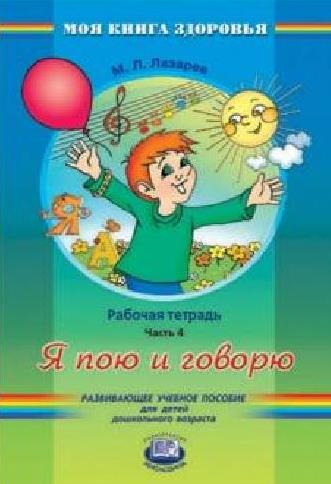 МОЯ КНИГА ЗДОРОВЬЯ
М. Л. Лазарев
Я
А
Рабочая тетрадь
Часть 4
Я пою и говорю
РАЗВИВАЮЩЕЕ УЧЕБНОЕ ПОСОБИЕ
для детей
дошкольного возраста